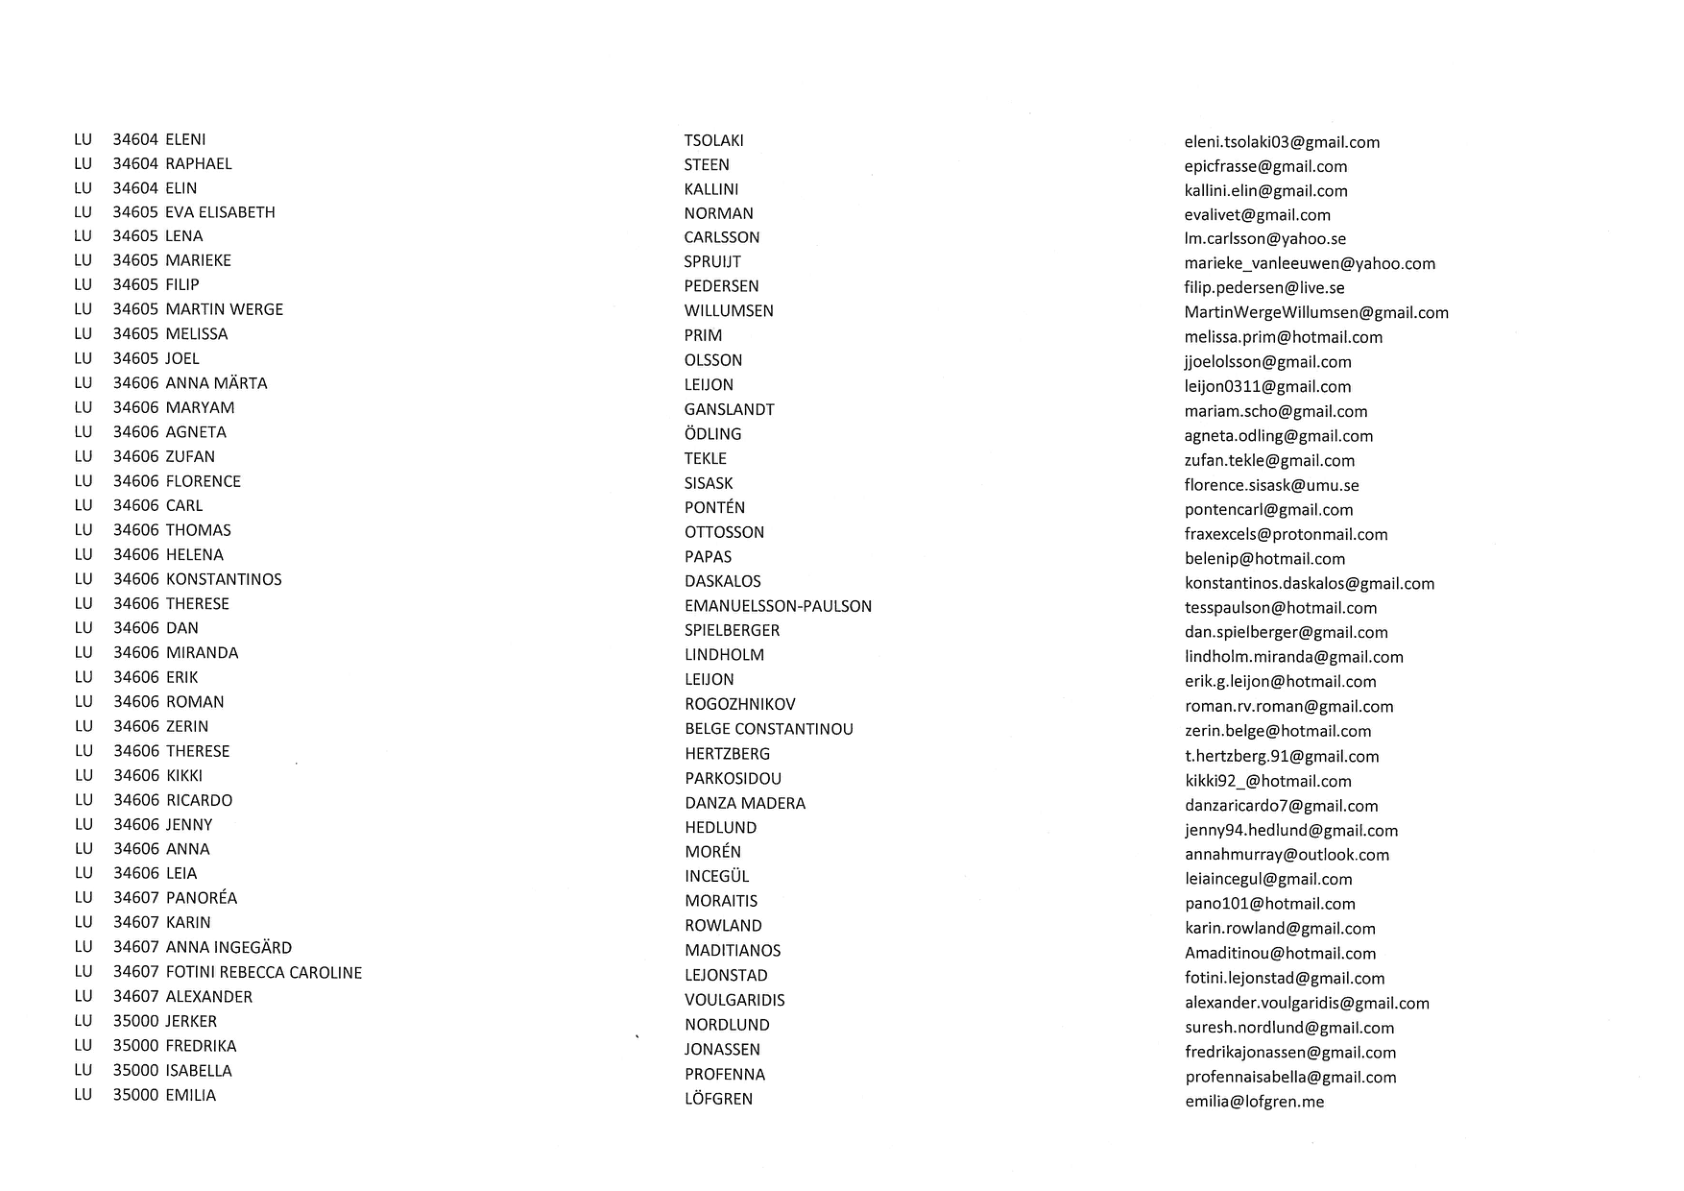 LU 34604 ELENI TSOLAKI eleni.tsolaki03@gmail.com
LU 34604 RAPHAEL STEEN epicfrasse@gmail.com
LU 34604 ELIN KALLINI kallini.elin@gmail.com
LU 34605 EVA ELISABETH NORMAN evalivet@gmail.com
LU 34605 LENA CARLSSON lm.carlsson@yahoo.se
LU 34605 MARIEKE SPRUIJT marieke_vanleeuwen@yahoo.com
LU 34605 FILIP PEDERSEN filip.pedersen@live.se
LU 34605 MARTIN WERGE WILLUMSEN MartinWergeWillumsen@gmail.com
LU 34605 MELISSA PRIM melissa.prim@hotmail.com
LU 34605 JOEL OLSSON jjoelolsson@gmail.com
LU 34606 ANNA MÄRTA LEIJON leijon0311@gmail.com
LU 34606 MARYAM GANSLANDT mariam.scho@gmail.com
LU 34606 AGNETA ÖDLING agneta.odling@gmail.com
LU 34606 ZUFAN TEKLE zufan.tekle@gmail.com
LU 34606 FLORENCE SISASK florence.sisask@umu.se
LU 34606 CARL PONTÉN pontencarl@gmail.com
LU 34606 THOMAS OTTOSSON fraxexcels@protonmail.com
LU 34606 HELENA PAPAS belenip@hotmail.com
LU 34606 KONSTANTINOS DASKALOS konstantinos.daskalos@gmail.com
LU 34606 THERESE EMANUELSSON-PAULSON tesspaulson@hotmail.com
LU 34606 DAN SPIELBERGER dan.spielberger@gmail.com
LU 34606 MIRANDA LINDHOLM lindholm.miranda@gmail.com
LU 34606 ERIK LEIJON erik.g.leijon@hotmail.com
LU 34606 ROMAN ROGOZHNIKOV roman.rv.roman@gmail.com
LU 34606 ZERIN BELGE CONSTANTINOU zerin.belge@hotmail.com
LU 34606 THERESE HERTZBERG t.hertzberg.91@gmail.com
LU 34606 KIKKI PARKOSIDOU kikki92_@hotmail.com
LU 34606 RICARDO DANZA MADERA danzaricardo7@gmail.com
LU 34606 JENNY HEDLUND jenny94.hedlund@gmail.com
LU 34606 ANNA MORÉN annahmurray@outlook.com
LU 34606 LEIA INCEGÜL leiaincegul@gmail.com
LU 34607 PANORÉA MORAITIS pano101@hotmail.com
LU 34607 KARIN ROWLAND karin.rowland@gmail.com
LU 34607 ANNA INGEGÄRD MADITIANOS Amaditinou@hotmail.com
LU 34607 FOTINI REBECCA CAROLINE LEJONSTAD fotini.lejonstad@gmail.com
LU 34607 ALEXANDER VOULGARIDIS alexander.voulgaridis@gmail.com
LU 35000 JERKER NORDLUND suresh.nordlund@gmail.com
LU 35000 FREDRIKA JONASSEN fredrikajonassen@gmail.com
LU 35000 ISABELLA PROFENNA profennaisabella@gmail.com
LU 35000 EMILIA LÖFGREN emilia@lofgren.me